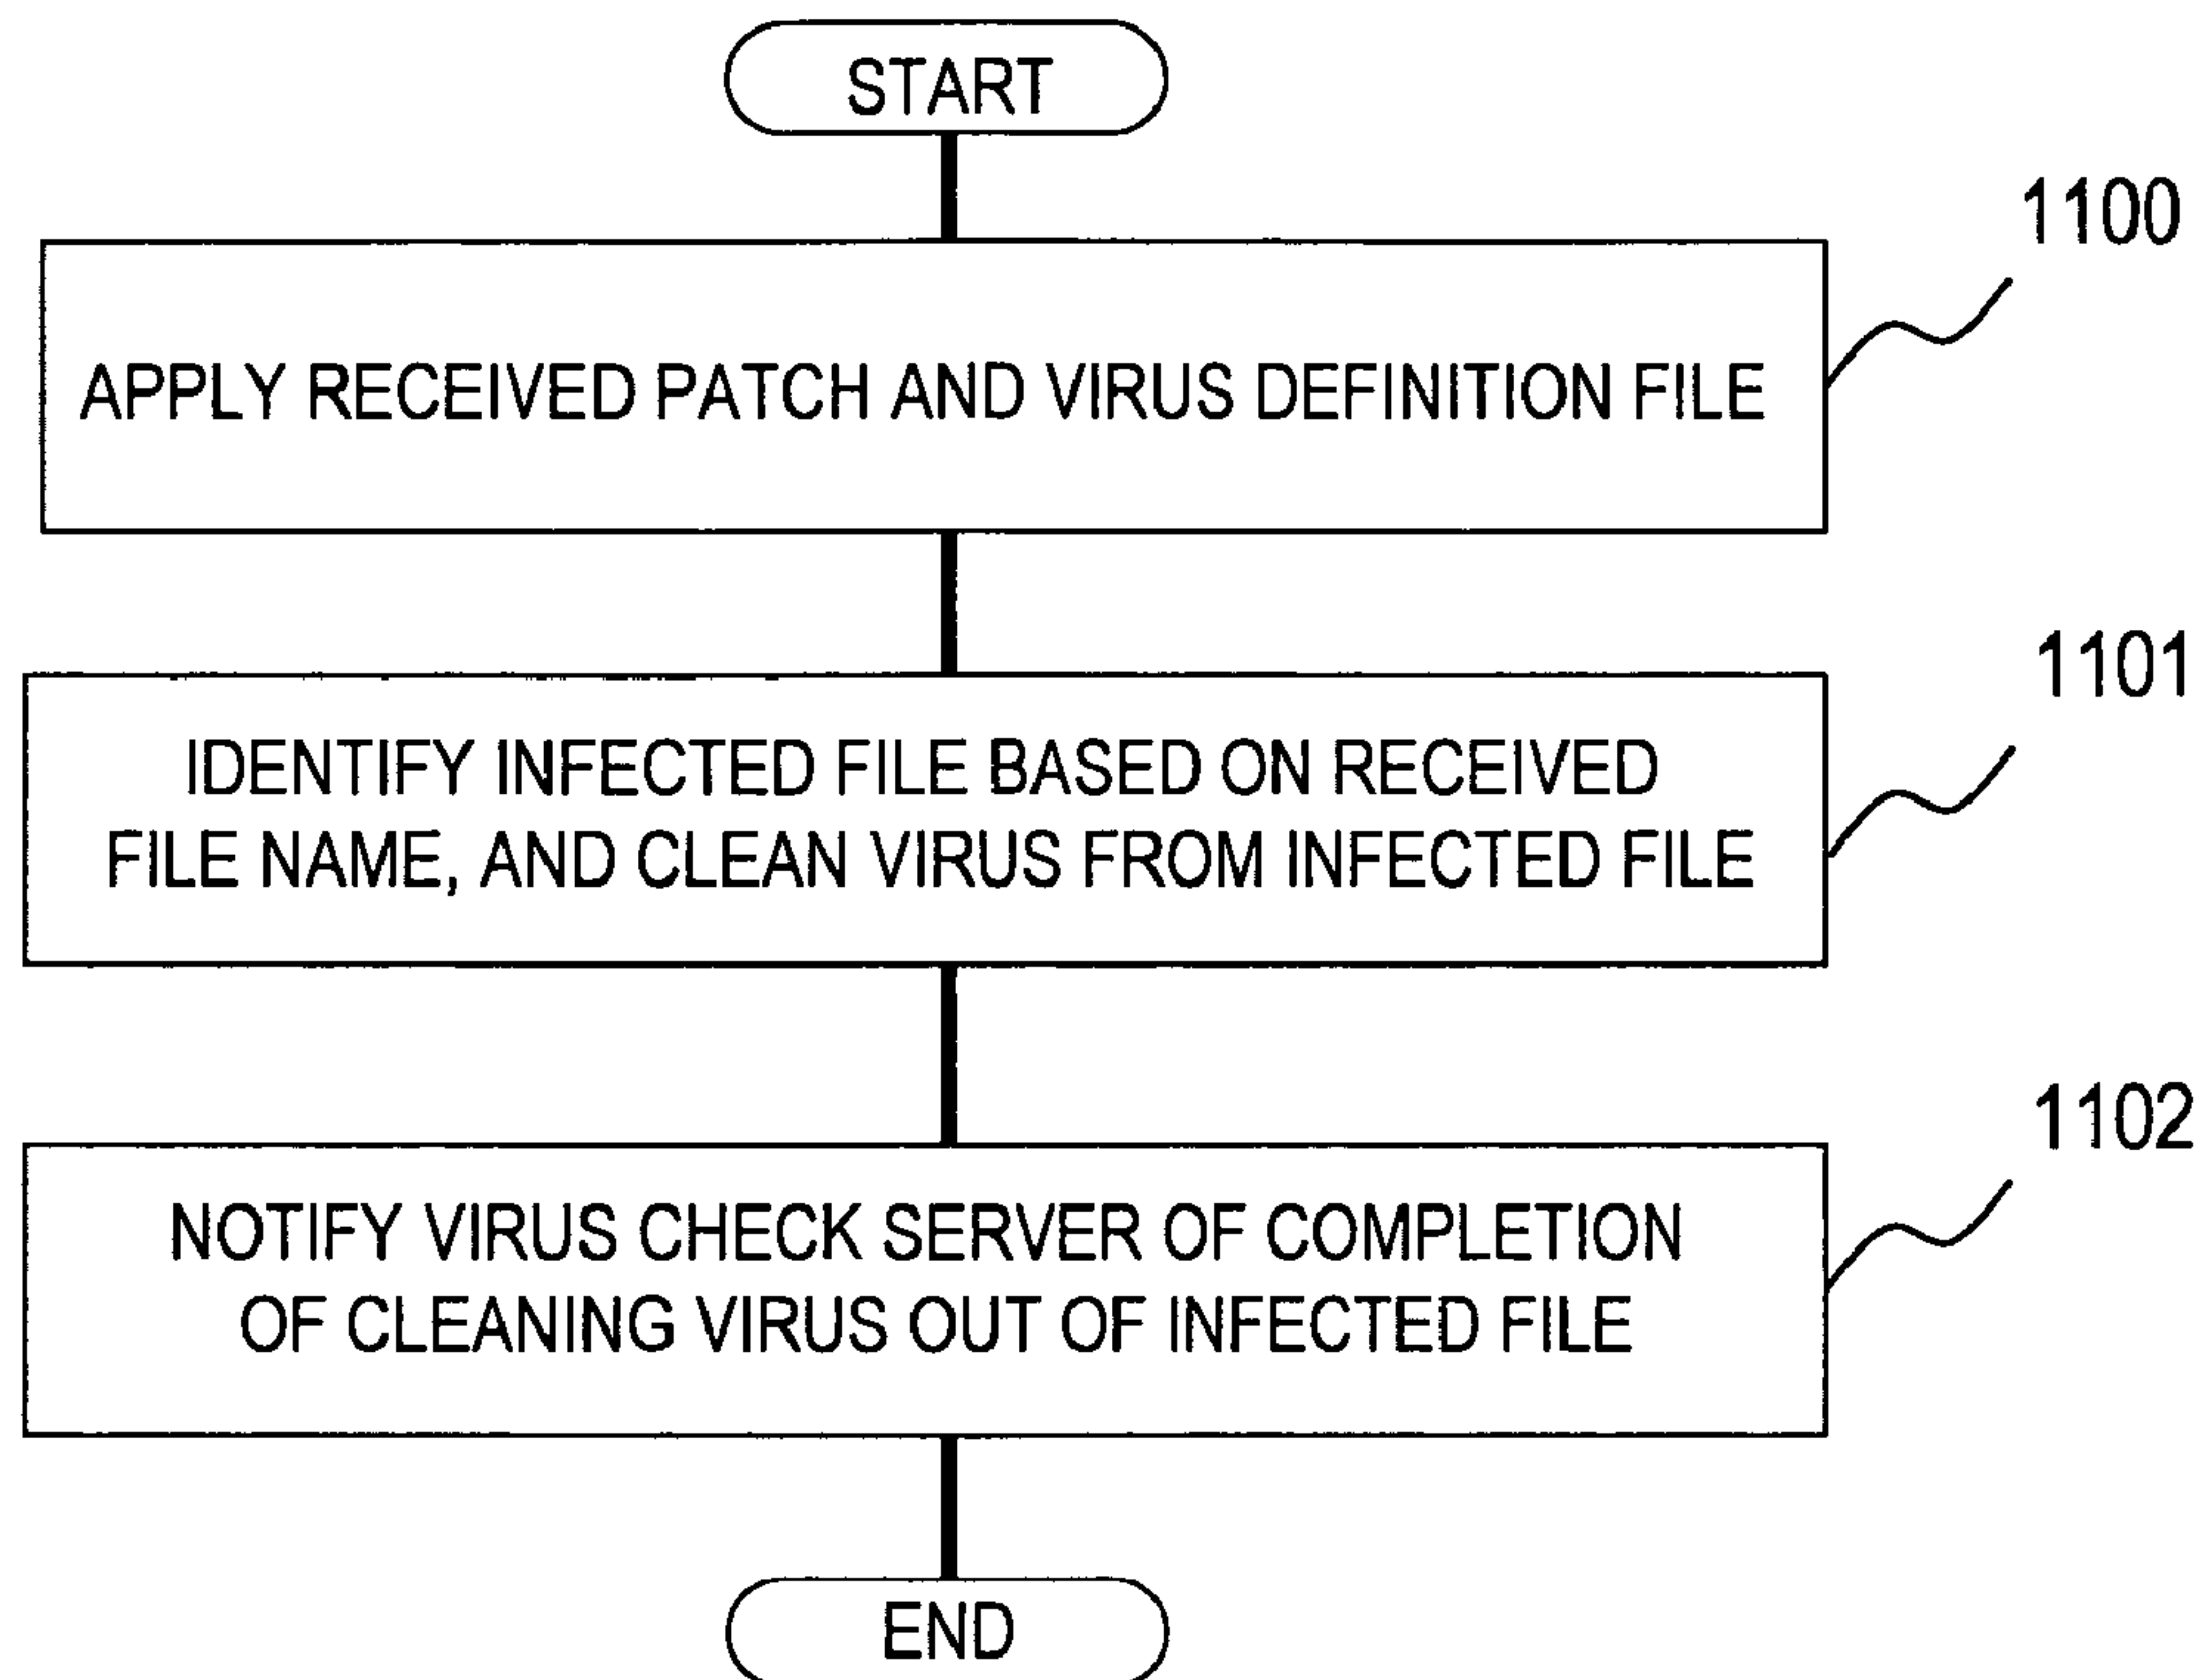 START
1100
APPLY RECEIVED PATCH AND VIRUS DEFINITION FILE
1101
IDENTIFY INFECTED FILE BASED ON RECEIVED
FILE NAME, AND CLEAN VIRUS FROM INFECTED FILE
1102
NOTIFY VIRUS CHECK SERVER OF COMPLETION
OF CLEANING VIRUS OUT OF INFECTED FILE
END